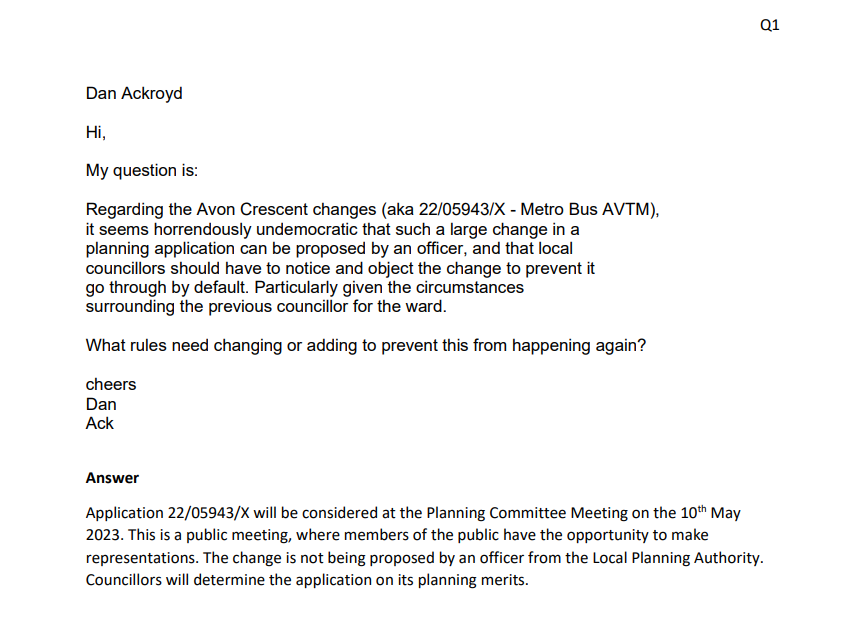 Q1
Dan Ackroyd
Hi,
My question is:
Regarding the Avon Crescent changes (aka 22/05943/X - Metro Bus AVTM),
it seems horrendously undemocratic that such a large change in a
planning application can be proposed by an officer, and that local
councillors should have to notice and object the change to prevent it
go through by default. Particularly given the circumstances
surrounding the previous councillor for the ward.
What rules need changing or adding to prevent this from happening again?
cheers
Dan
Ack
Answer
Application 22/05943/X will be considered at the Planning Committee Meeting on the 10th May
2023. This is a public meeting, where members of the public have the opportunity to make
representations. The change is not being proposed by an officer from the Local Planning Authority.
Councillors will determine the application on its planning merits.